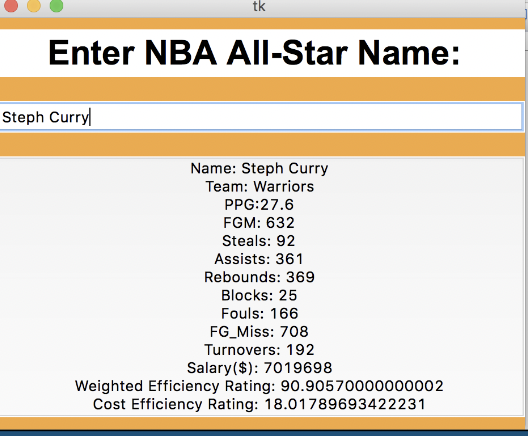 tk
Enter NBA All-Star Name:
Steph Curry
Name: Steph Curry
Team: Warriors
PPG:27.6
FGM: 632
Steals: 92
Assists: 361
Rebounds: 369
Blocks: 25
Fouls: 166
FG_Miss: 708
Turnovers: 192
Salary($): 7019698
Weighted Efficiency Rating: 90.90570000000002
Cost Efficiency Rating: 18.01789693422231